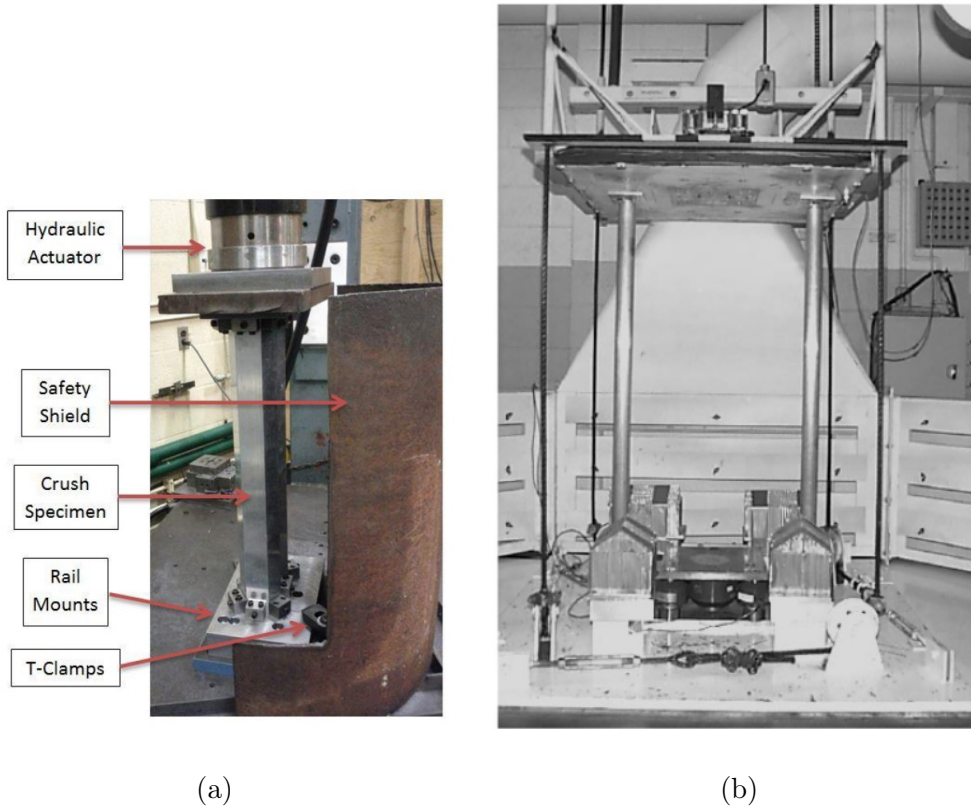 Hydraulic
Actuator
Safety
Shield
Crush
Specimen
Rail
Mounts
T-Clamps
(a)
(b)